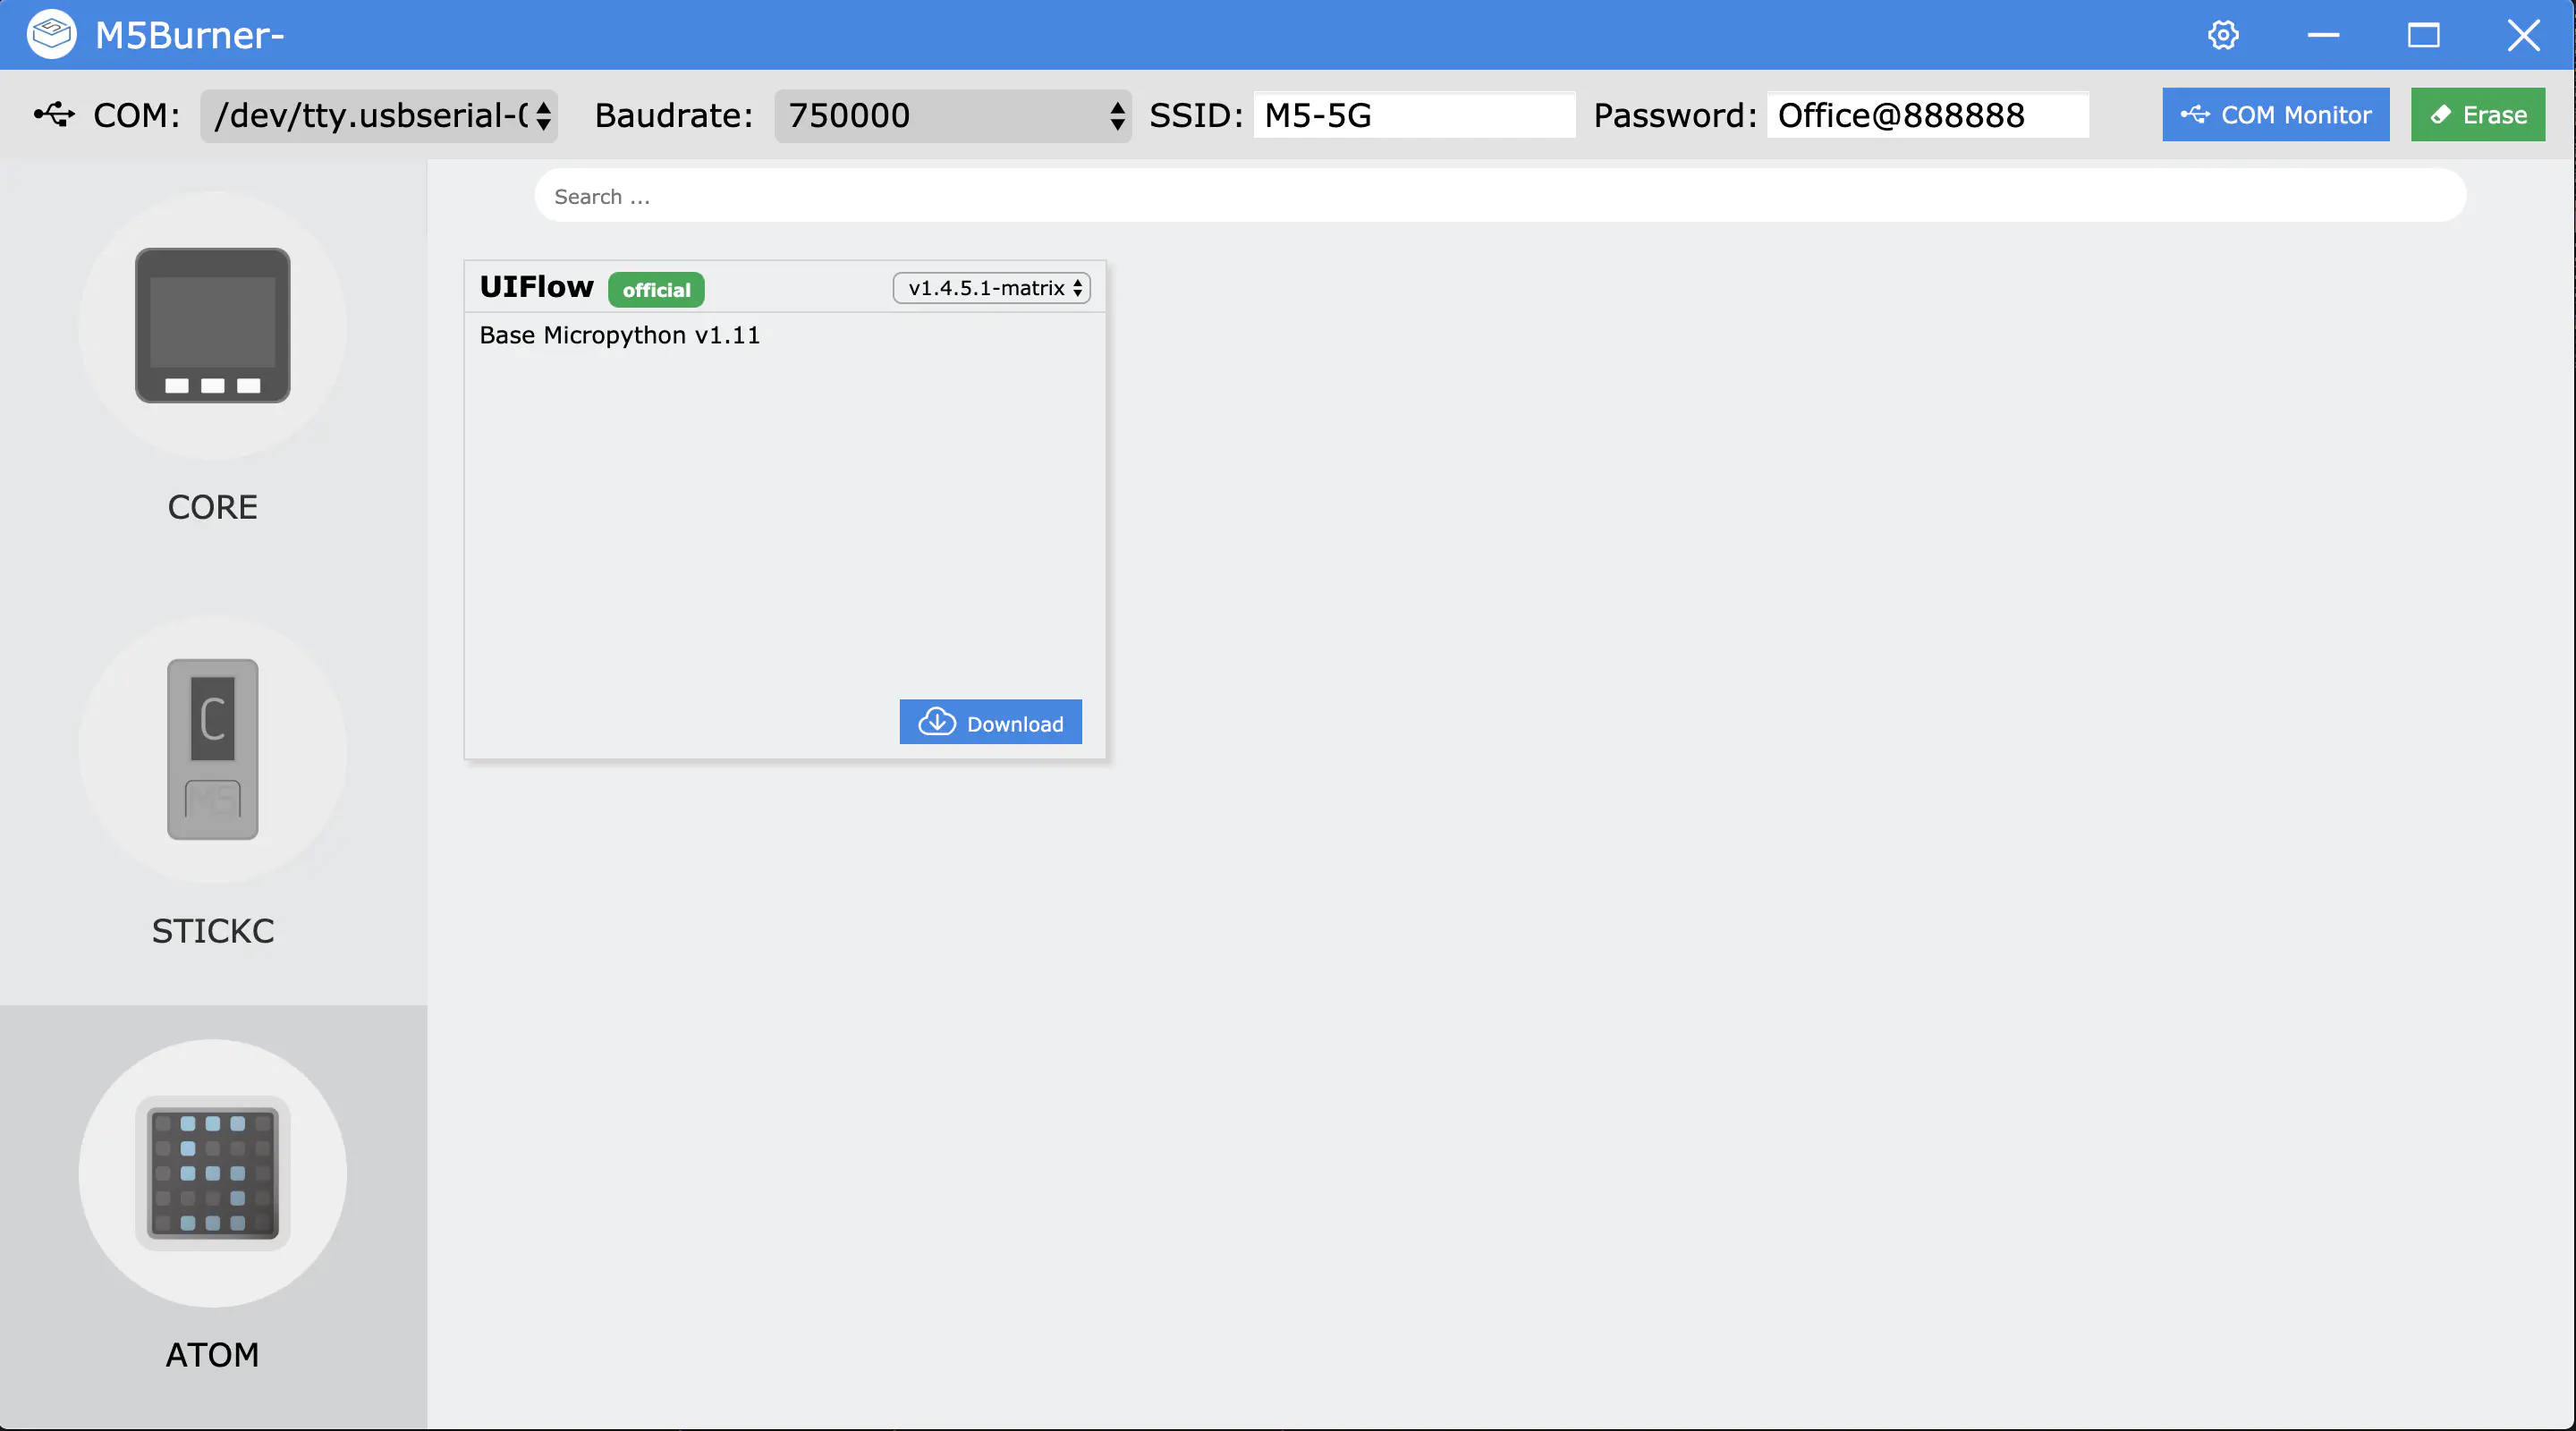 M5Burner-
COM: /dev/tty.usbserial-0 Baudrate: 750000 SSID: M5-5G Password: Office@888888 COM Monitor Erase
Search ...
CORE
STICKC
ATOM
UIFlow official v1.4.5.1-matrix
Base Micropython v1.11
Download